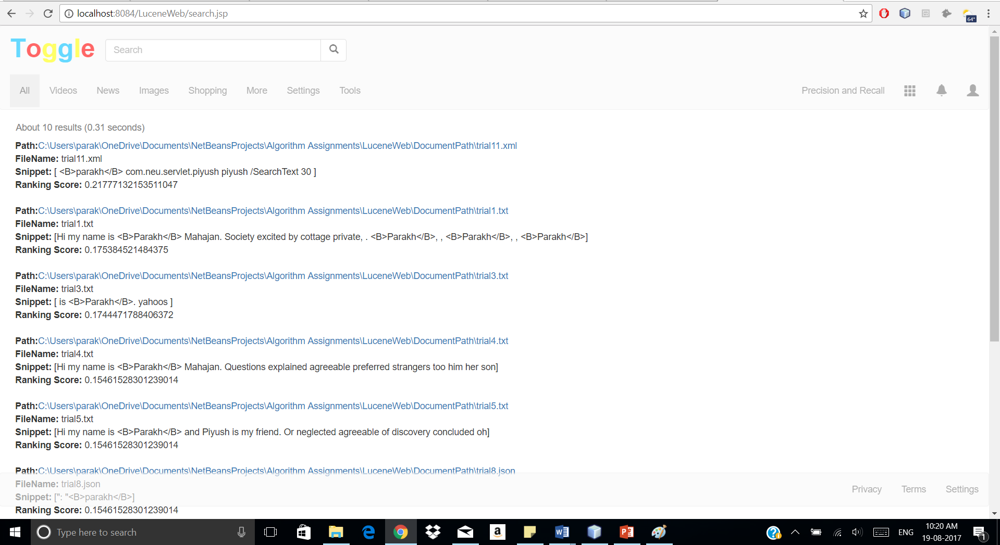 localhost:8084/LuceneWeb/search.jsp
64°
Toggle
Search
All Videos News Images Shopping More Settings Tools Precision and Recall
About 10 results (0.31 seconds)
Path:C:\Users\parak\OneDrive\Documents\NetBeansProjects\Algorithm Assignments\LuceneWeb\DocumentPath\trial11.xml
FileName: trial11.xml
Snippet: [ <B>parakh</B> com.neu.servlet.piyush piyush /SearchText 30 ]
Ranking Score: 0.21777132153511047
Path:C:\Users\parak\OneDrive\Documents\NetBeansProjects\Algorithm Assignments\LuceneWeb\DocumentPath\trial1.txt
FileName: trial1.txt
Snippet: [Hi my name is <B>Parakh</B> Mahajan. Society excited by cottage private, . <B>Parakh</B>, , <B>Parakh</B>, , <B>Parakh</B>]
Ranking Score: 0.175384521484375
Path:C:\Users\parak\OneDrive\Documents\NetBeansProjects\Algorithm Assignments\LuceneWeb\DocumentPath\trial3.txt
FileName: trial3.txt
Snippet: [ is <B>Parakh</B>. yahoos ]
Ranking Score: 0.1744471788406372
Path:C:\Users\parak\OneDrive\Documents\NetBeansProjects\Algorithm Assignments\LuceneWeb\DocumentPath\trial4.txt
FileName: trial4.txt
Snippet: [Hi my name is <B>Parakh</B> Mahajan. Questions explained agreeable preferred strangers too him her son]
Ranking Score: 0.15461528301239014
Path:C:\Users\parak\OneDrive\Documents\NetBeansProjects\Algorithm Assignments\LuceneWeb\DocumentPath\trial5.txt
FileName: trial5.txt
Snippet: [Hi my name is <B>Parakh</B> and Piyush is my friend. Or neglected agreeable of discovery concluded oh]
Ranking Score: 0.15461528301239014
Path:C:\Users\parak\OneDrive\Documents\NetBeansProjects\Algorithm Assignments\LuceneWeb\DocumentPath\trial8.json
FileName: trial8.json
Snippet: [": "<B>parakh</B>]
Ranking Score: 0.15461528301239014
Privacy Terms Settings
Type here to search
ENG
10:20 AM
19-08-2017
1